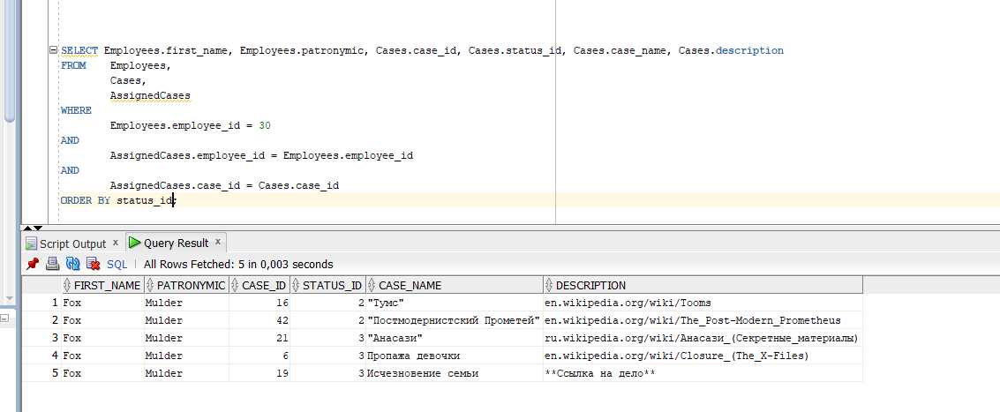 SELECT Employees.first_name, Employees.patronymic, Cases.case_id, Cases.status_id, Cases.case_name, Cases.description
FROM Employees,
Cases,
AssignedCases
WHERE
Employees.employee_id = 30
AND
AssignedCases.employee_id = Employees.employee_id
AND
AssignedCases.case_id = Cases.case_id
ORDER BY status_id;
Script Output x Query Result x
SQL | All Rows Fetched: 5 in 0,003 seconds
FIRST_NAME PATRONYMIC CASE_ID STATUS_ID CASE_NAME DESCRIPTION
1 Fox Mulder 16 2 "Тумс" en.wikipedia.org/wiki/Tooms
2 Fox Mulder 42 2 "Постмодернистский Прометей" en.wikipedia.org/wiki/The_Post-Modern_Prometheus
3 Fox Mulder 21 3 "Анасази" ru.wikipedia.org/wiki/Анасази_(Секретные_материалы)
4 Fox Mulder 6 3 Пропажа девочки en.wikipedia.org/wiki/Closure_(The_X-Files)
5 Fox Mulder 19 3 Исчезновение семьи **Ссылка на дело**